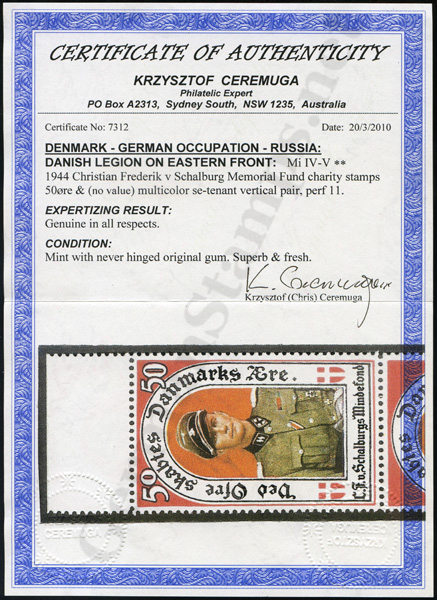 CERTIFICATE OF AUTHENTICITY
KRZYSZTOF CEREMUGA
Philatelic Expert
PO Box A2313, Sydney South, NSW 1235, Australia
Certificate No: 7312 Date: 20/3/2010
DENMARK - GERMAN OCCUPATION - RUSSIA:
DANISH LEGION ON EASTERN FRONT: Mi IV-V **
1944 Christian Frederik v Schalburg Memorial Fund charity stamps
50øre & (no value) multicolor se-tenant vertical pair, perf 11.
EXPERTIZING RESULT:
Genuine in all respects.
CONDITION:
Mint with never hinged original gum. Superb & fresh.
K. Ceremuga
Krzysztof (Chris) Ceremuga
50 Danmarks Ære.
skabtes
50 Ved Ofre
C.F.v.Schalburgs Mindefond